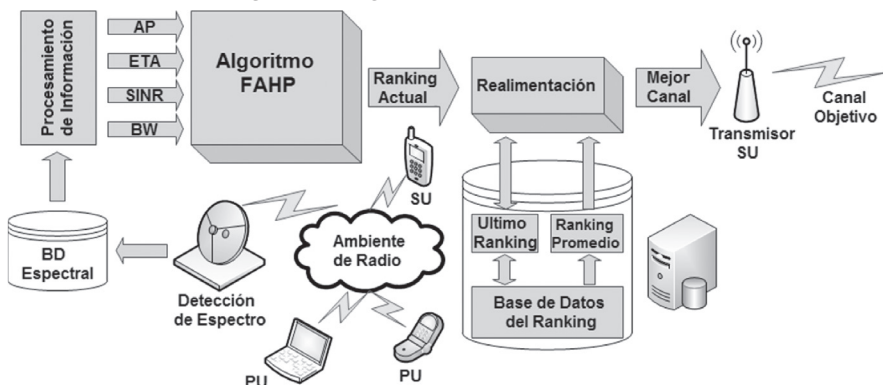 Procesamiento
de Información
AP
ETA
SINR
BW
Algoritmo
FAHP
Ranking
Actual
Realimentación
Mejor
Canal
Transmisor
SU
Canal
Objetivo
SU
BD
Espectral
Detección
de Espectro
Ambiente
de Radio
PU
PU
Ultimo
Ranking
Ranking
Promedio
Base de Datos
del Ranking